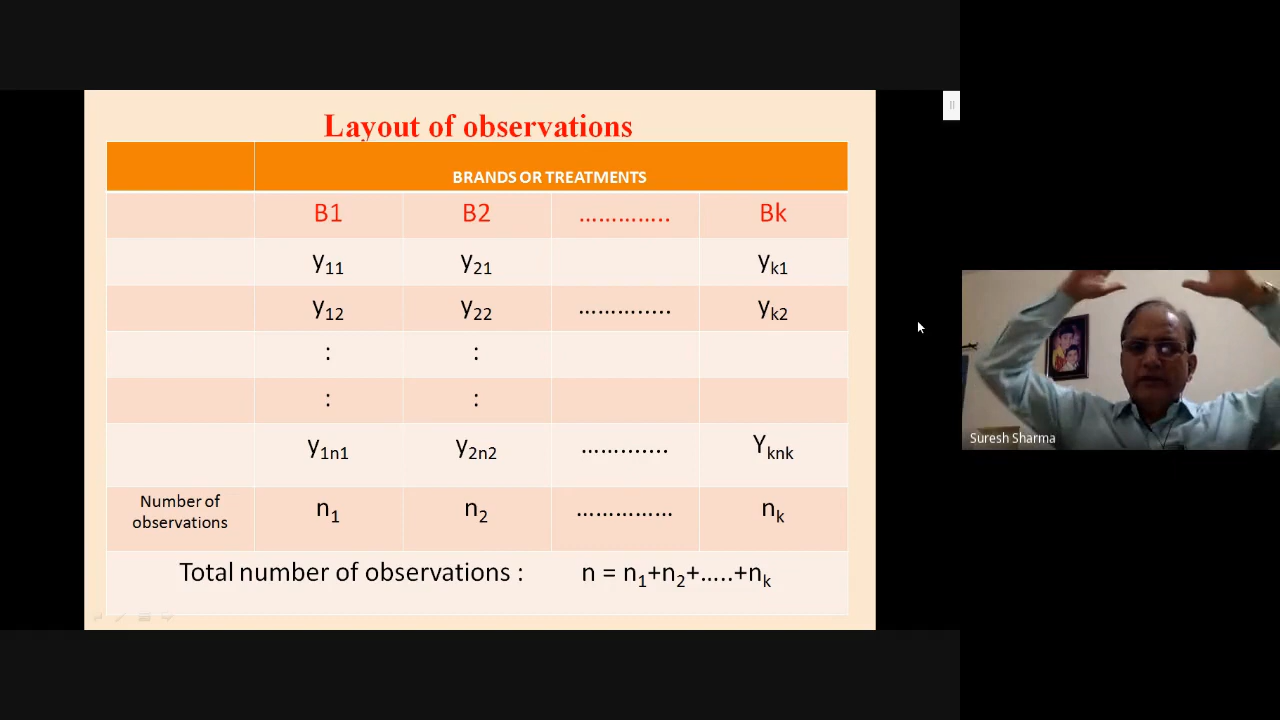 Layout of observations
BRANDS OR TREATMENTS
B1 B2 ………….. Bk
y11 y21 yk1
y12 y22 ………….. yk2
: :
: :
y1n1 y2n2 ………….. Yknk
Number of
observations
n1 n2 …………… nk
Total number of observations : n = n1+n2+…..+nk
Suresh Sharma